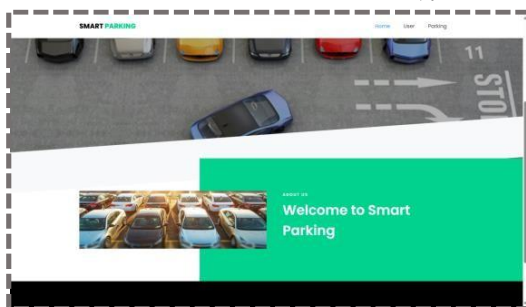 SMART PARKING
Home User Parking
11
STO
ABOUT US
Welcome to Smart
Parking